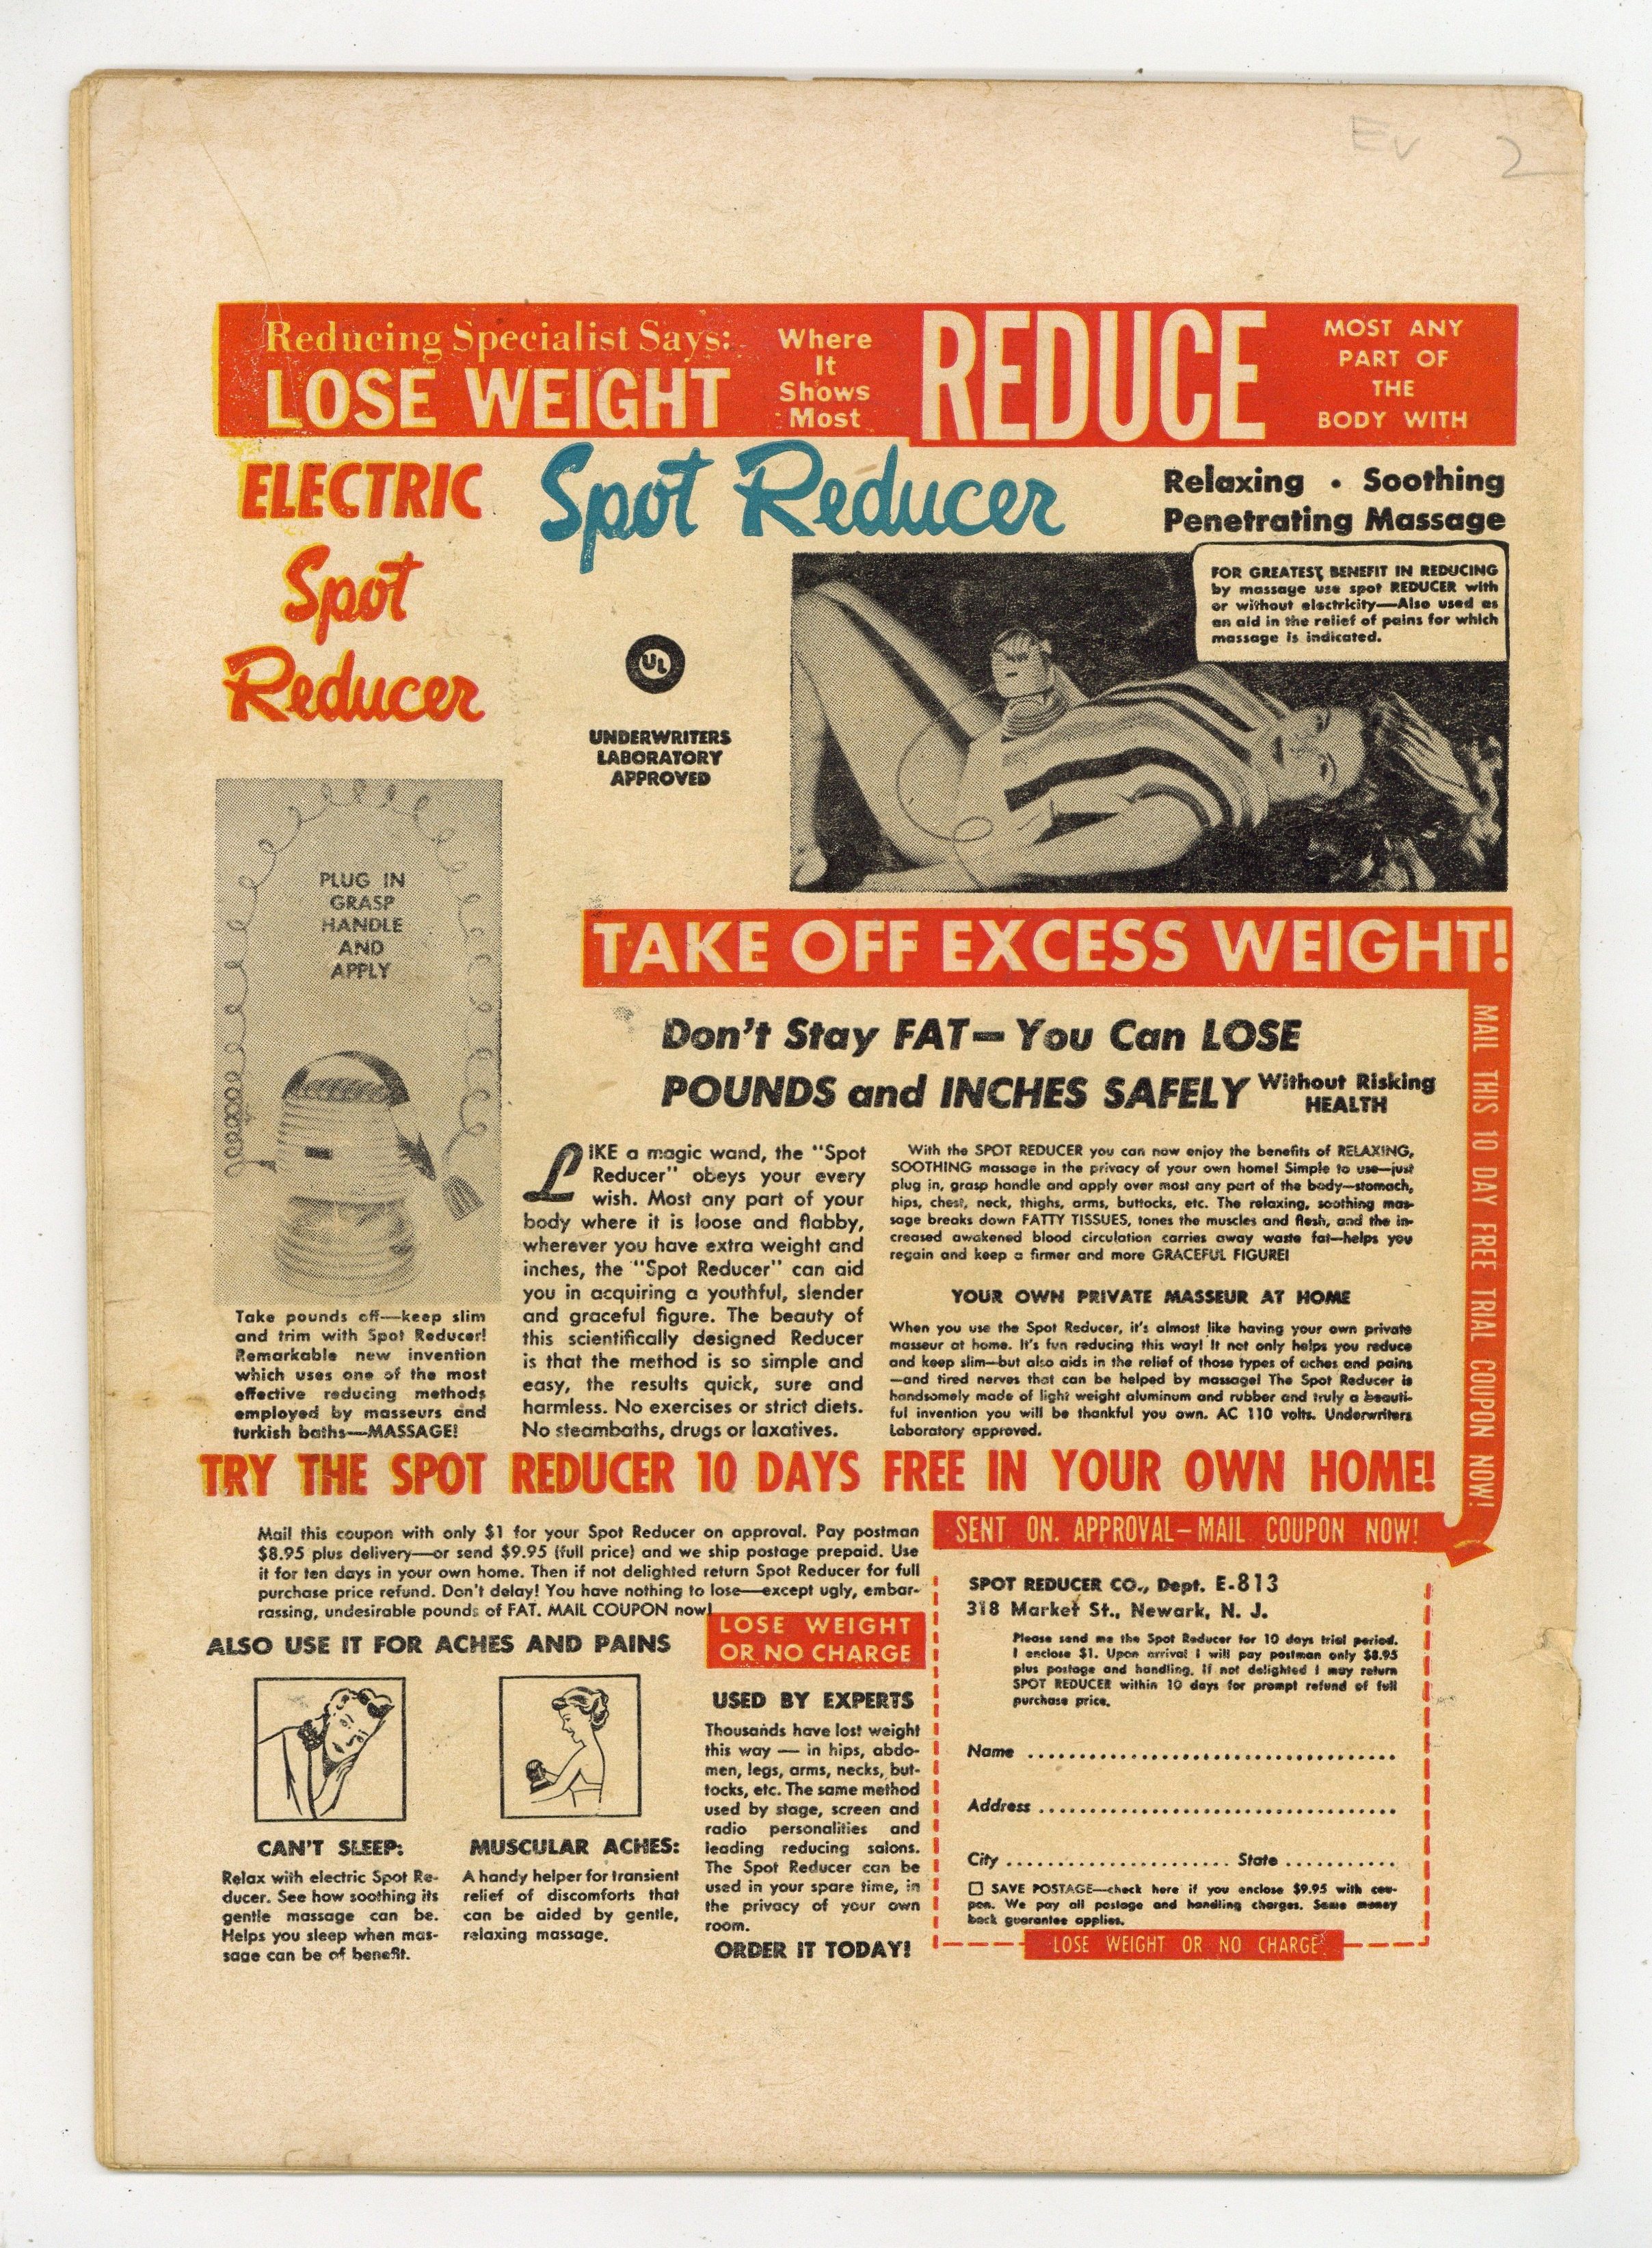 Ev 2
Reducing Specialist Says:
LOSE WEIGHT
Where
It
Shows
Most
REDUCE
MOST ANY
PART OF
THE
BODY WITH
ELECTRIC
Spot
Reducer
Spot Reducer
Relaxing • Soothing
Penetrating Massage
UL
UNDERWRITERS
LABORATORY
APPROVED
FOR GREATEST BENEFIT IN REDUCING
by massage use spot REDUCER with
or without electricity—Also used as
an aid in the relief of pains for which
massage is indicated.
PLUG IN
GRASP
HANDLE
AND
APPLY
Take pounds off—keep slim
and trim with Spot Reducer!
Remarkable new invention
which uses one of the most
effective reducing methods
employed by masseurs and
turkish baths—MASSAGE!
TAKE OFF EXCESS WEIGHT!
Don't Stay FAT—You Can LOSE
POUNDS and INCHES SAFELY Without Risking
HEALTH
LIKE a magic wand, the "Spot
Reducer" obeys your every
wish. Most any part of your
body where it is loose and flabby,
wherever you have extra weight and
inches, the "Spot Reducer" can aid
you in acquiring a youthful, slender
and graceful figure. The beauty of
this scientifically designed Reducer
is that the method is so simple and
easy, the results quick, sure and
harmless. No exercises or strict diets.
No steambaths, drugs or laxatives.
With the SPOT REDUCER you can now enjoy the benefits of RELAXING,
SOOTHING massage in the privacy of your own home! Simple to use—just
plug in, grasp handle and apply over most any part of the body—stomach,
hips, chest, neck, thighs, arms, buttocks, etc. The relaxing, soothing mas-
sage breaks down FATTY TISSUES, tones the muscles and flesh, and the in-
creased awakened blood circulation carries away waste fat—helps you
regain and keep a firmer and more GRACEFUL FIGURE!
YOUR OWN PRIVATE MASSEUR AT HOME
When you use the Spot Reducer, it's almost like having your own private
masseur at home. It's fun reducing this way! It not only helps you reduce
and keep slim—but also aids in the relief of those types of aches and pains
—and tired nerves that can be helped by massage! The Spot Reducer is
handsomely made of light weight aluminum and rubber and truly a beauti-
ful invention you will be thankful you own. AC 110 volts. Underwriters
Laboratory approved.
MAIL THIS 10 DAY FREE TRIAL COUPON NOW!
TRY THE SPOT REDUCER 10 DAYS FREE IN YOUR OWN HOME!
Mail this coupon with only $1 for your Spot Reducer on approval. Pay postman
$8.95 plus delivery—or send $9.95 (full price) and we ship postage prepaid. Use
it for ten days in your own home. Then if not delighted return Spot Reducer for full
purchase price refund. Don't delay! You have nothing to lose—except ugly, embar-
rassing, undesirable pounds of FAT. MAIL COUPON now!
ALSO USE IT FOR ACHES AND PAINS
CAN'T SLEEP:
Relax with electric Spot Re-
ducer. See how soothing its
gentle massage can be.
Helps you sleep when mas-
sage can be of benefit.
MUSCULAR ACHES:
A handy helper for transient
relief of discomforts that
can be aided by gentle,
relaxing massage.
LOSE WEIGHT
OR NO CHARGE
USED BY EXPERTS
Thousands have lost weight
this way — in hips, abdo-
men, legs, arms, necks, but-
tocks, etc. The same method
used by stage, screen and
radio personalities and
leading reducing salons.
The Spot Reducer can be
used in your spare time, in
the privacy of your own
room.
ORDER IT TODAY!
SENT ON APPROVAL—MAIL COUPON NOW!
SPOT REDUCER CO., Dept. E-813
318 Market St., Newark, N. J.
Please send me the Spot Reducer for 10 days trial period.
I enclose $1. Upon arrival I will pay postman only $8.95
plus postage and handling. If not delighted I may return
SPOT REDUCER within 10 days for prompt refund of full
purchase price.
Name ....................................
Address ...................................
City ...................... State ...........
☐ SAVE POSTAGE—check here if you enclose $9.95 with cou-
pon. We pay all postage and handling charges. Same money
back guarantee applies.
LOSE WEIGHT OR NO CHARGE